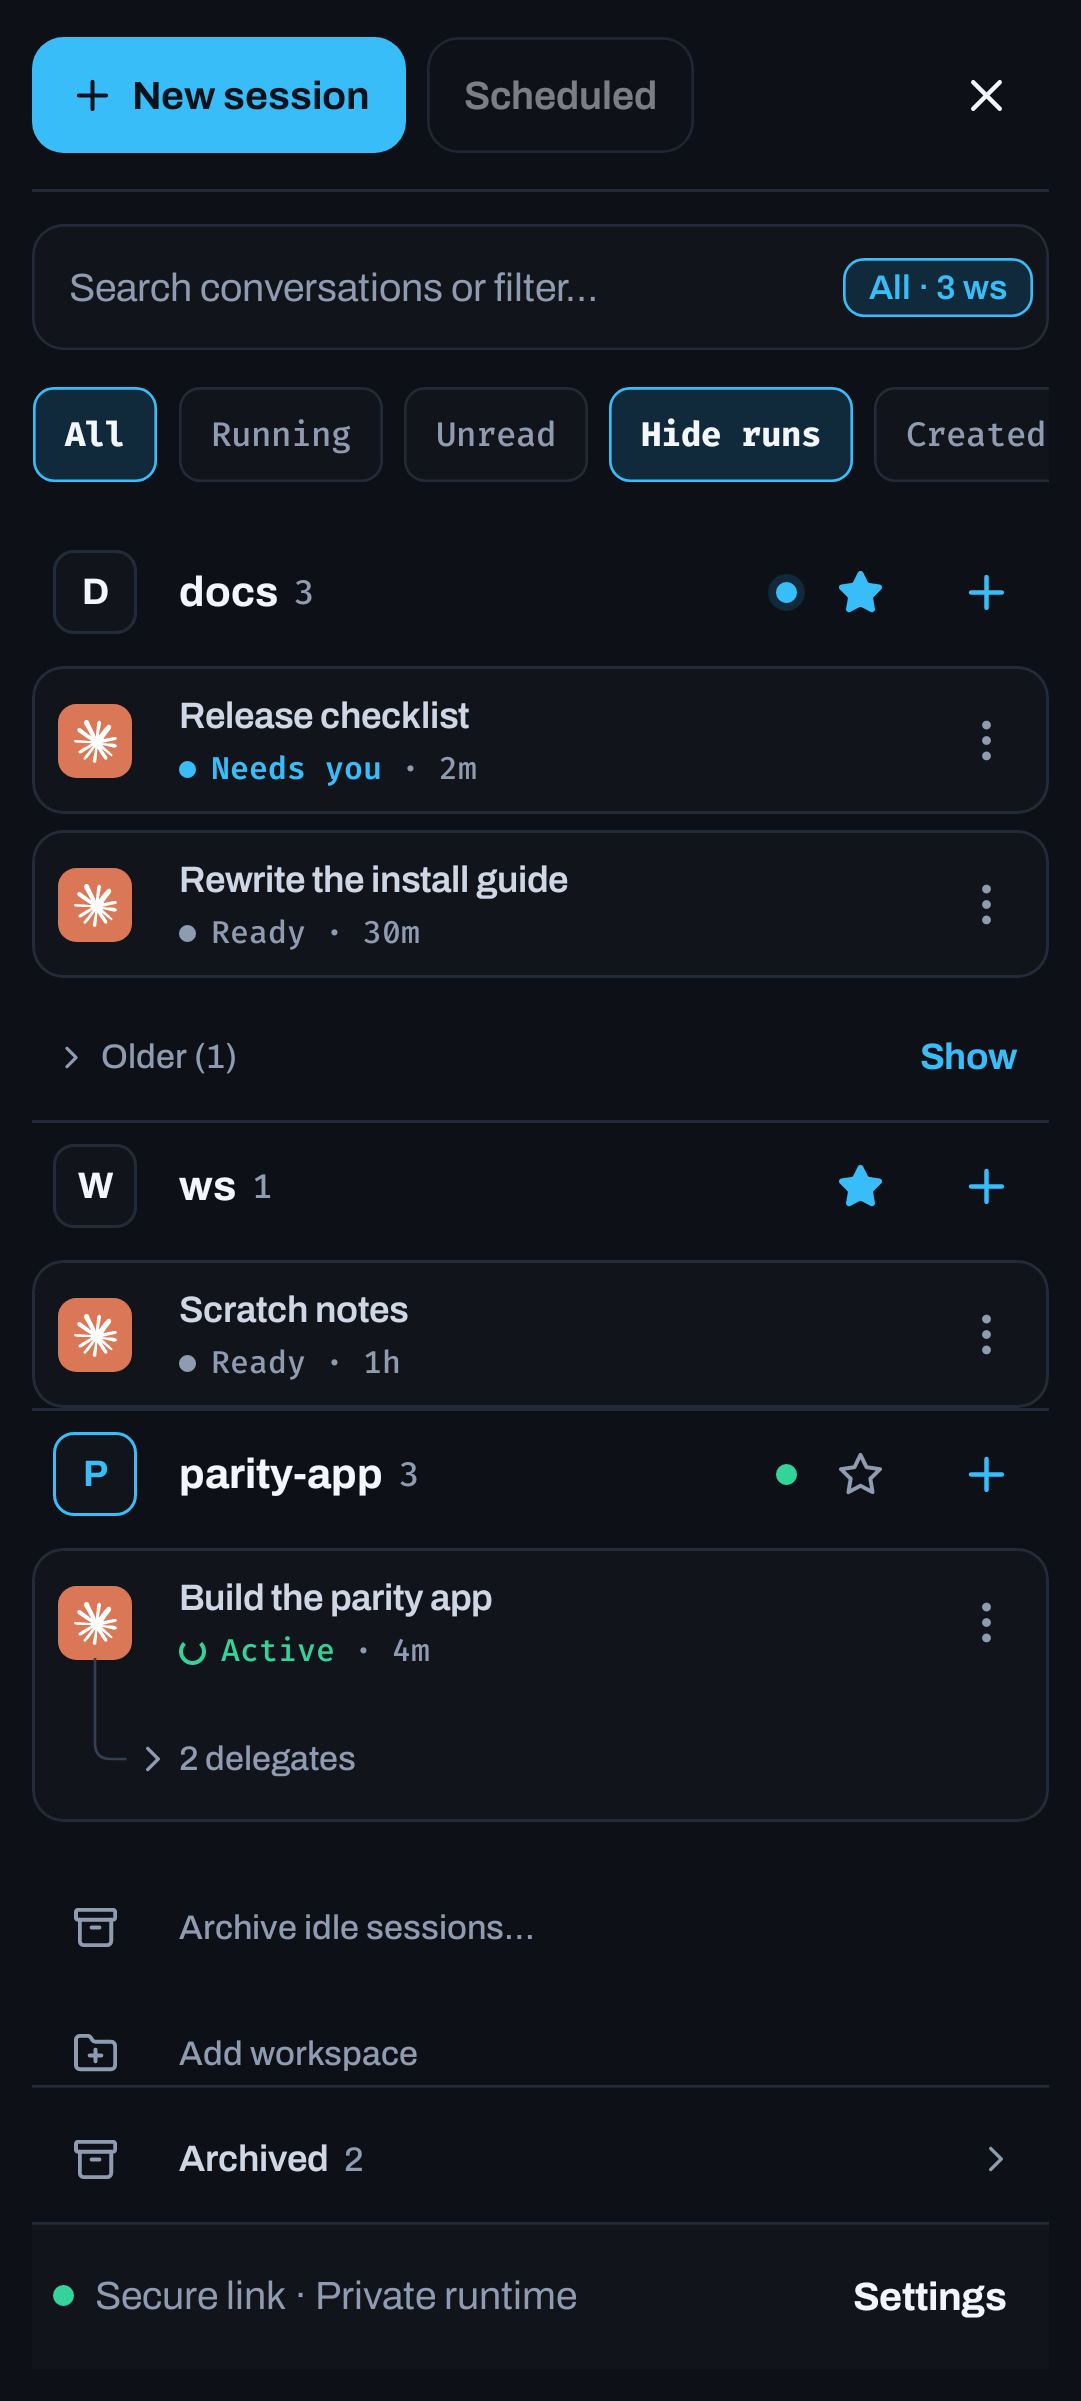 New session
Scheduled
Search conversations or filter...
All · 3 ws
All
Running
Unread
Hide runs
Created
D
docs 3
Release checklist
Needs you · 2m
Rewrite the install guide
Ready · 30m
Older (1)
Show
W
ws 1
Scratch notes
Ready · 1h
P
parity-app 3
Build the parity app
Active · 4m
2 delegates
Archive idle sessions...
Add workspace
Archived 2
Secure link · Private runtime
Settings